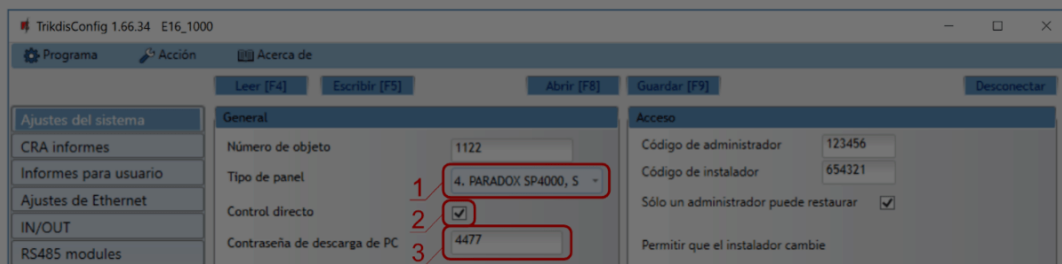 TrikdisConfig 1.66.34 E16_1000
Programa Acción Acerca de
Leer [F4] Escribir [F5] Abrir [F8] Guardar [F9] Desconectar
Ajustes del sistema
CRA informes
Informes para usuario
Ajustes de Ethernet
IN/OUT
RS485 modules
General
Número de objeto 1122
Tipo de panel 1 4. PARADOX SP4000, S
Control directo 2
Contraseña de descarga de PC 3 4477
Acceso
Código de administrador 123456
Código de instalador 654321
Sólo un administrador puede restaurar
Permitir que el instalador cambie